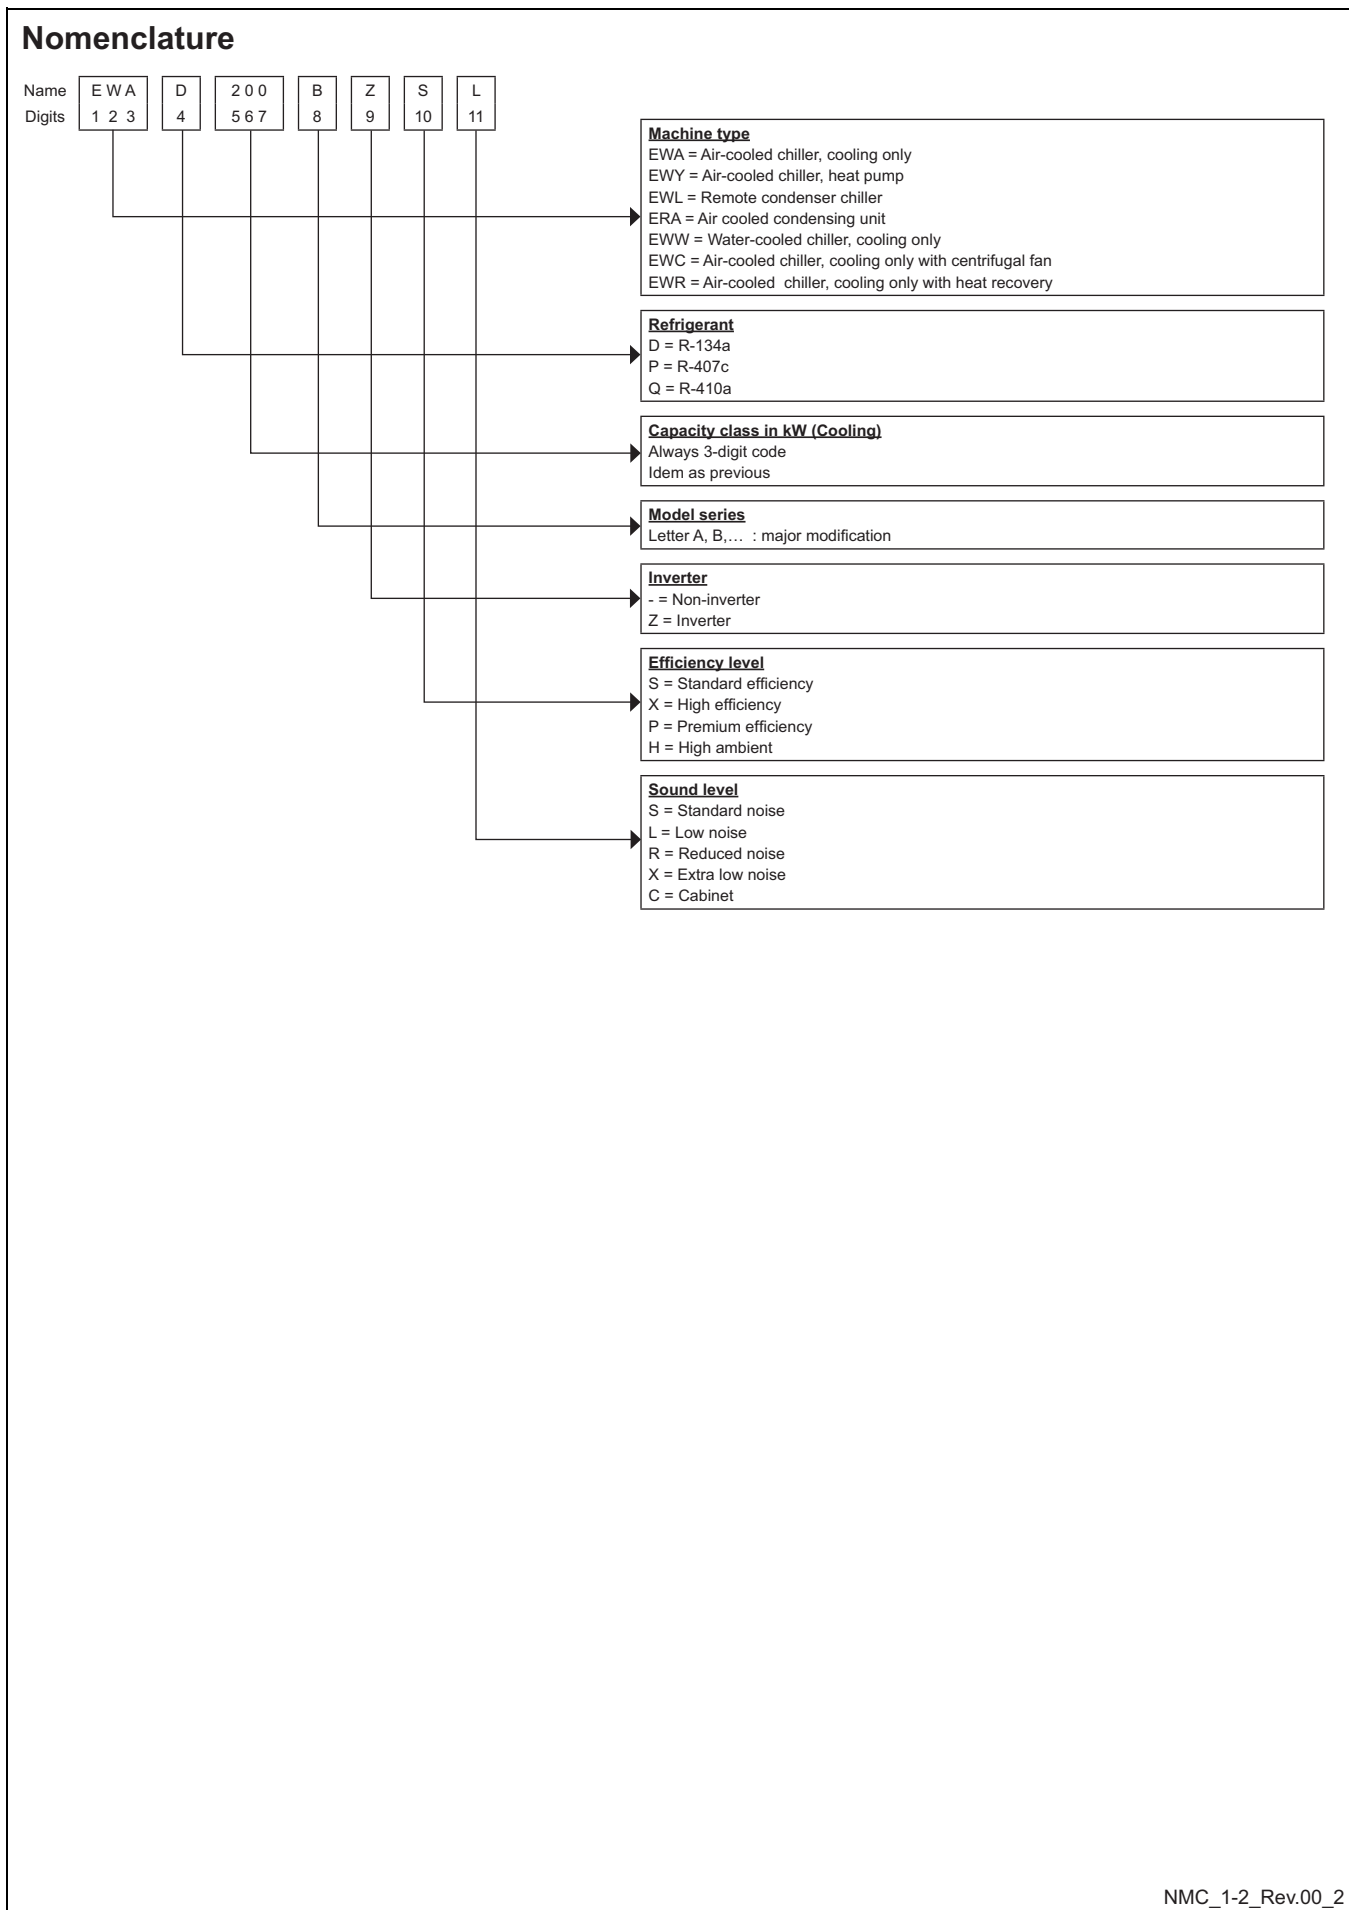 Nomenclature
Name E W A D 2 0 0 B Z S L
Digits 1 2 3 4 5 6 7 8 9 10 11
Machine type
EWA = Air-cooled chiller, cooling only
EWY = Air-cooled chiller, heat pump
EWL = Remote condenser chiller
ERA = Air cooled condensing unit
EWW = Water-cooled chiller, cooling only
EWC = Air-cooled chiller, cooling only with centrifugal fan
EWR = Air-cooled chiller, cooling only with heat recovery
Refrigerant
D = R-134a
P = R-407c
Q = R-410a
Capacity class in kW (Cooling)
Always 3-digit code
Idem as previous
Model series
Letter A, B,… : major modification
Inverter
- = Non-inverter
Z = Inverter
Efficiency level
S = Standard efficiency
X = High efficiency
P = Premium efficiency
H = High ambient
Sound level
S = Standard noise
L = Low noise
R = Reduced noise
X = Extra low noise
C = Cabinet
NMC_1-2_Rev.00_2